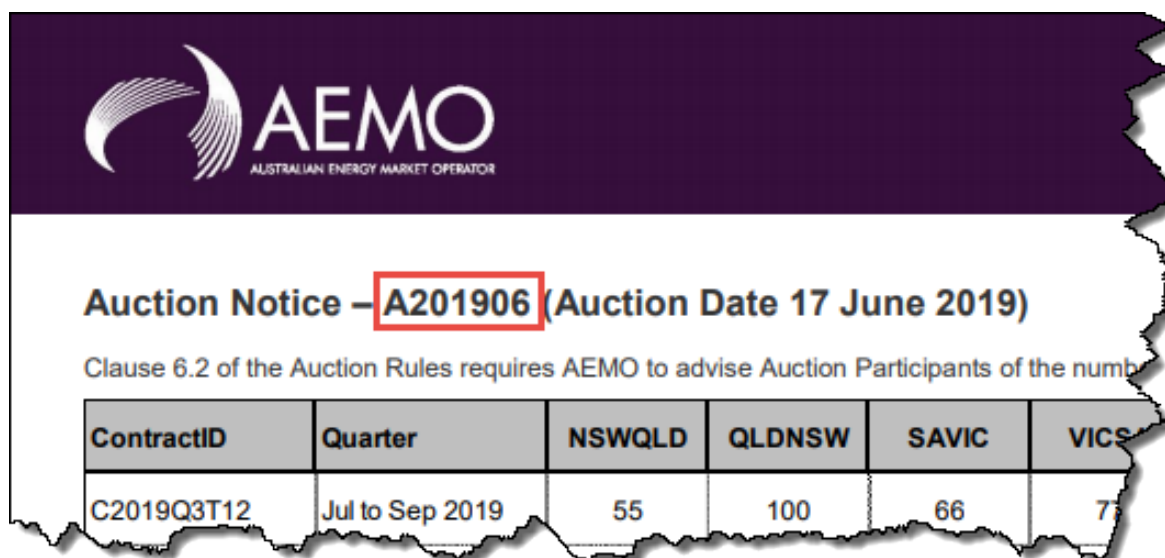 AEMO
AUSTRALIAN ENERGY MARKET OPERATOR
Auction Notice – A201906 (Auction Date 17 June 2019)
Clause 6.2 of the Auction Rules requires AEMO to advise Auction Participants of the
ContractID Quarter NSWQLD QLDNSW SAVIC
C2019Q3T12 Jul to Sep 2019 55 100 66